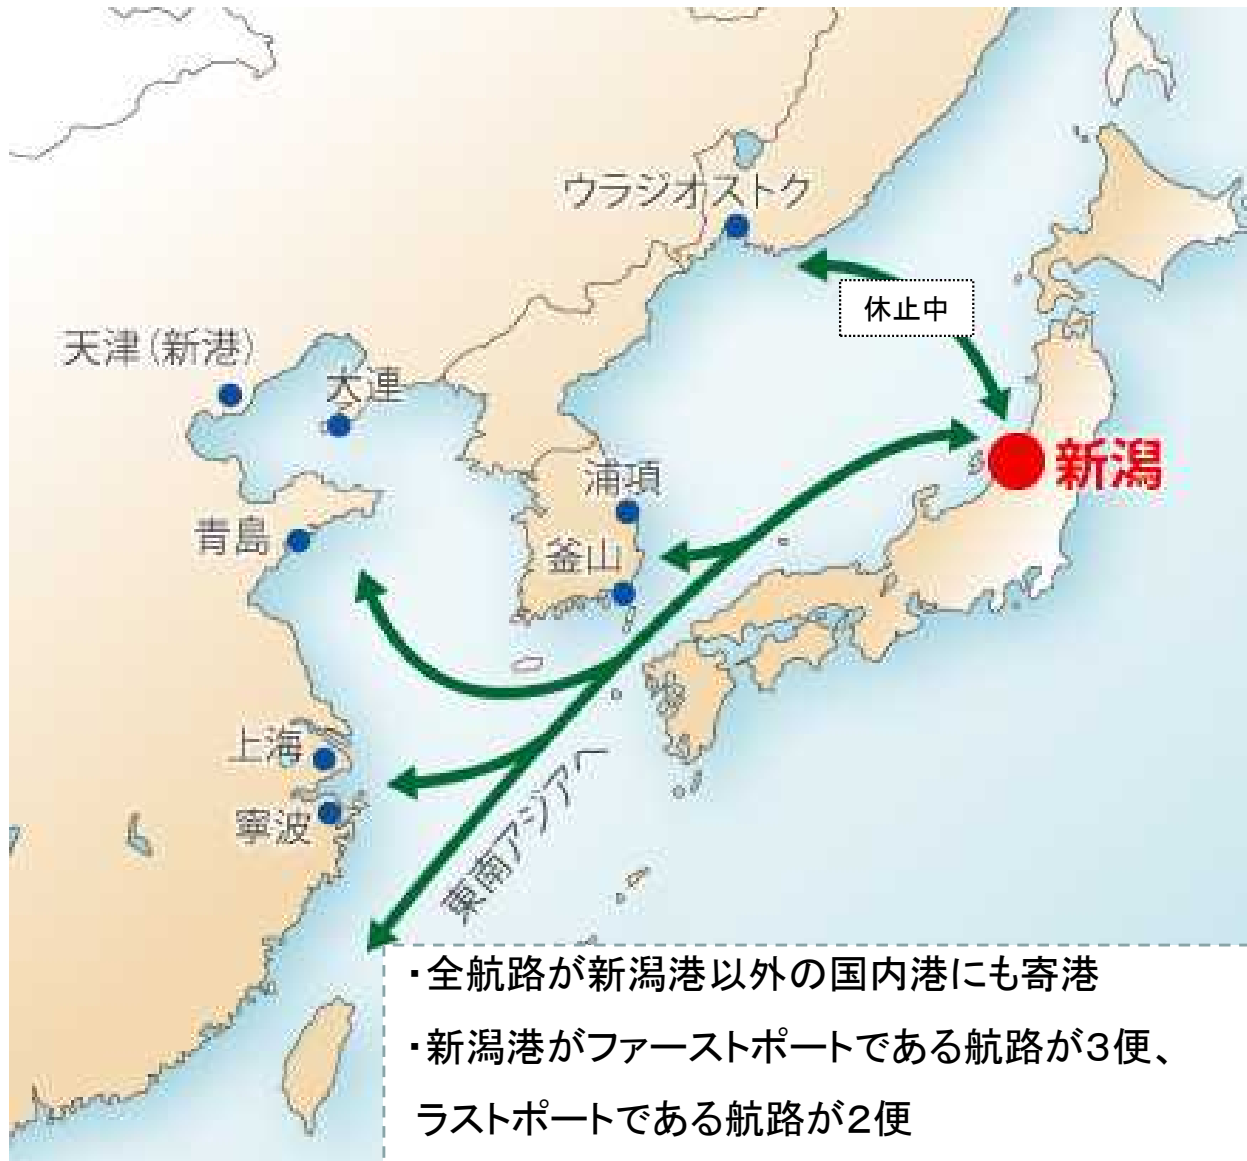 ウラジオストク
休止中
天津(新港)
大連
新潟
浦項
青島
釜山
上海
寧波
東南アジアへ
・全航路が新潟港以外の国内港にも寄港
・新潟港がファーストポートである航路が3便、
ラストポートである航路が2便